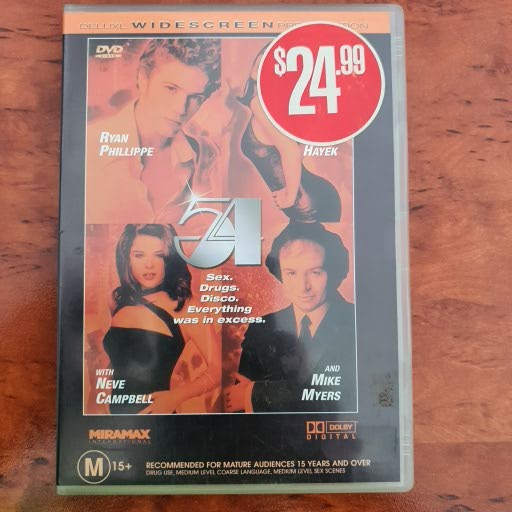 DELUXE WIDESCREEN
DVD
VIDEO
$24.99
RYAN
PHILLIPPE
HAYEK
54
Sex.
Drugs.
Disco.
Everything
was in excess.
WITH
NEVE
CAMPBELL
AND
MIKE
MYERS
MIRAMAX
INTERNATIONAL
DOLBY
DIGITAL
M 15+
RECOMMENDED FOR MATURE AUDIENCES 15 YEARS AND OVER
DRUG USE, MEDIUM LEVEL COARSE LANGUAGE, MEDIUM LEVEL SEX SCENES